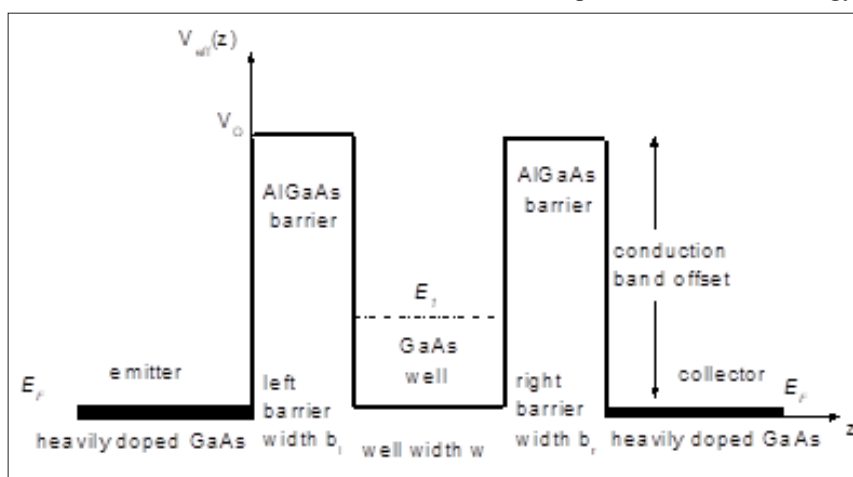 V_eff(z)
V_O
AlGaAs
barrier
AlGaAs
barrier
conduction
band offset
E_1
GaAs
well
emitter
left
barrier
width b_l
right
barrier
width b_r
collector
E_F
E_F
z
heavily doped GaAs
well width w
heavily doped GaAs